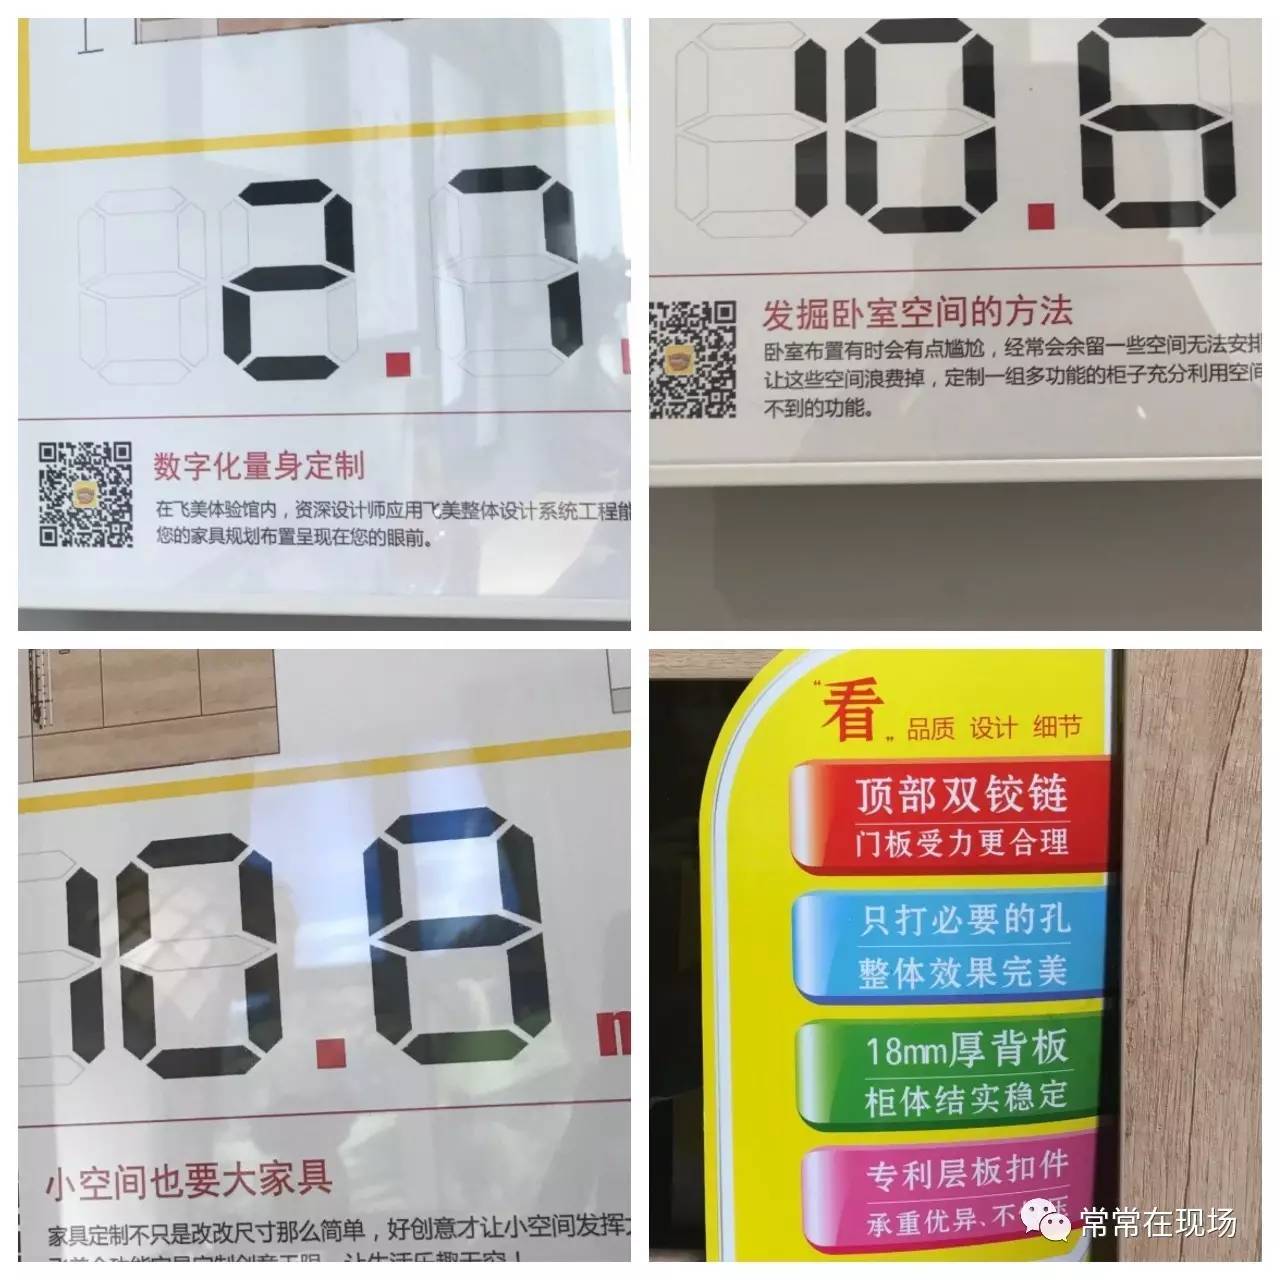 2.7
数字化量身定制
在飞美体验馆内，资深设计师应用飞美整体设计系统工程能
您的家具规划布置呈现在您的眼前。
10.6
发掘卧室空间的方法
卧室布置有时会有点尴尬，经常会余留一些空间无法安排
让这些空间浪费掉，定制一组多功能的柜子充分利用空间
不到的功能。
10.8
小空间也要大家具
家具定制不只是改改尺寸那么简单，好创意才让小空间发挥
“看”品质 设计 细节
顶部双铰链
门板受力更合理
只打必要的孔
整体效果完美
18mm厚背板
柜体结实稳定
专利层板扣件
承重优异、不
常常在现场